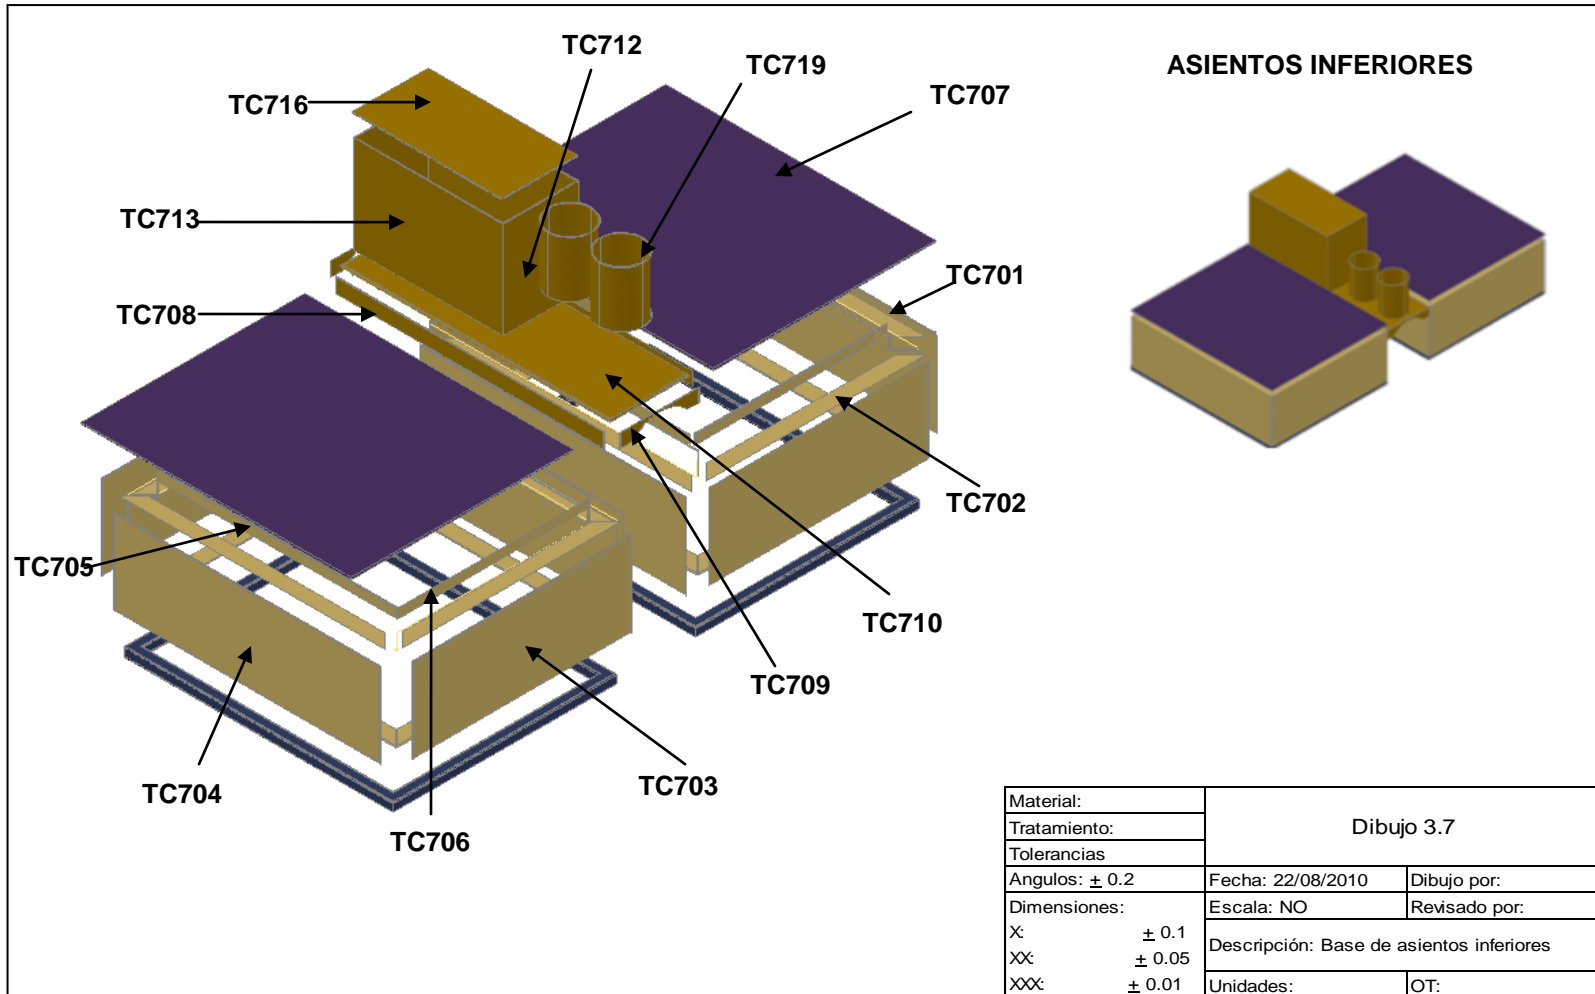 TC712
TC719
ASIENTOS INFERIORES
TC716
TC707
TC713
TC701
TC708
TC702
TC705
TC710
TC709
TC703
TC704
TC706
Material:
Dibujo 3.7
Tratamiento:
Tolerancias
Angulos: ± 0.2
Fecha: 22/08/2010
Dibujo por:
Dimensiones:
Escala: NO
Revisado por:
X: ± 0.1
Descripción: Base de asientos inferiores
XX: ± 0.05
XXX: ± 0.01
Unidades:
OT: